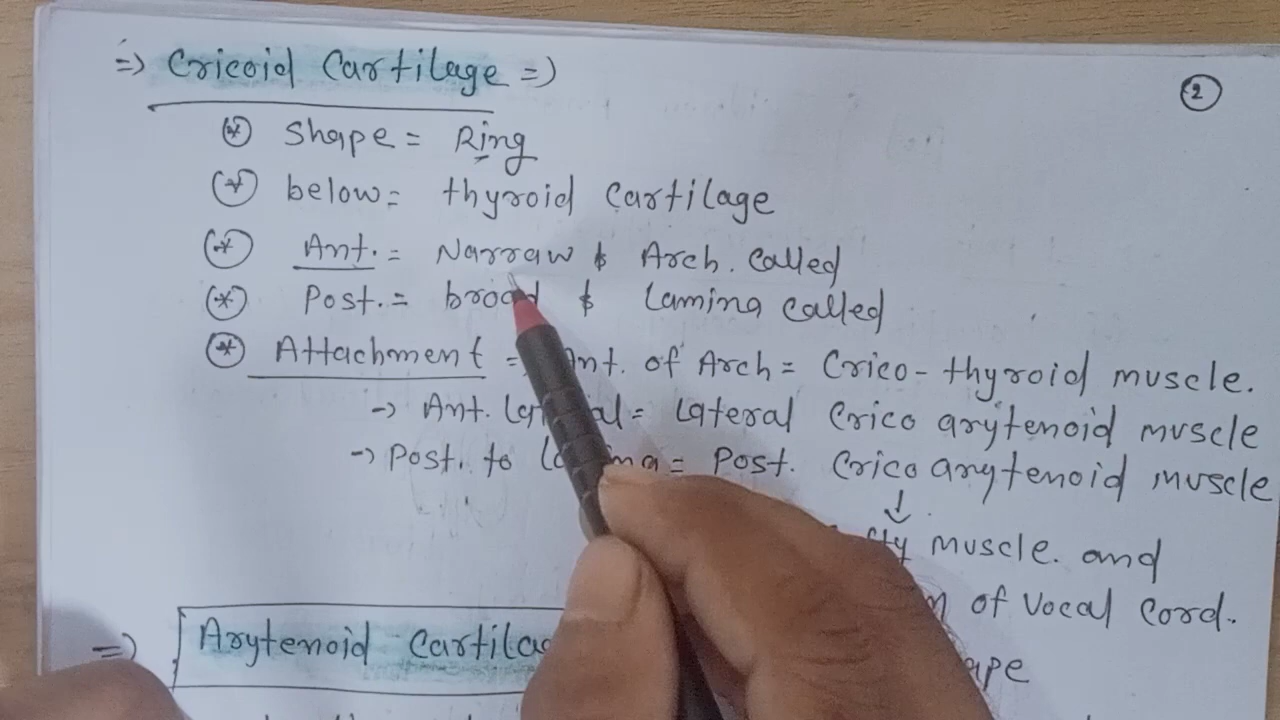 => Cricoid Cartilage =>
2
* Shape = Ring
* below = thyroid Cartilage
* Ant. = Narraw & Arch. Called
* Post. = broad & Lamina Called
* Attachment = Ant. of Arch = Crico-thyroid muscle.
-> Ant. = Lateral Crico arytenoid muscle
-> Post. to = Post. Crico arytenoid muscle
↓
muscle. and
of Vocal Cord.
=> Arytenoid